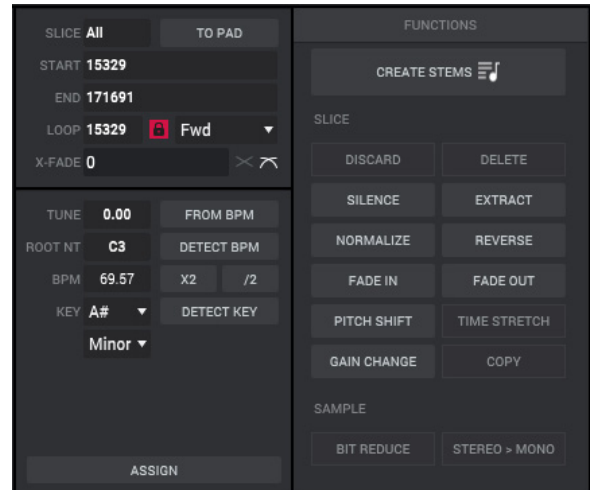 SLICE All TO PAD
START 15329
END 171691
LOOP 15329 Fwd
X-FADE 0
TUNE 0.00 FROM BPM
ROOT NT C3 DETECT BPM
BPM 69.57 X2 /2
KEY A# DETECT KEY
Minor
ASSIGN
FUNCTIONS
CREATE STEMS
SLICE
DISCARD DELETE
SILENCE EXTRACT
NORMALIZE REVERSE
FADE IN FADE OUT
PITCH SHIFT TIME STRETCH
GAIN CHANGE COPY
SAMPLE
BIT REDUCE STEREO > MONO